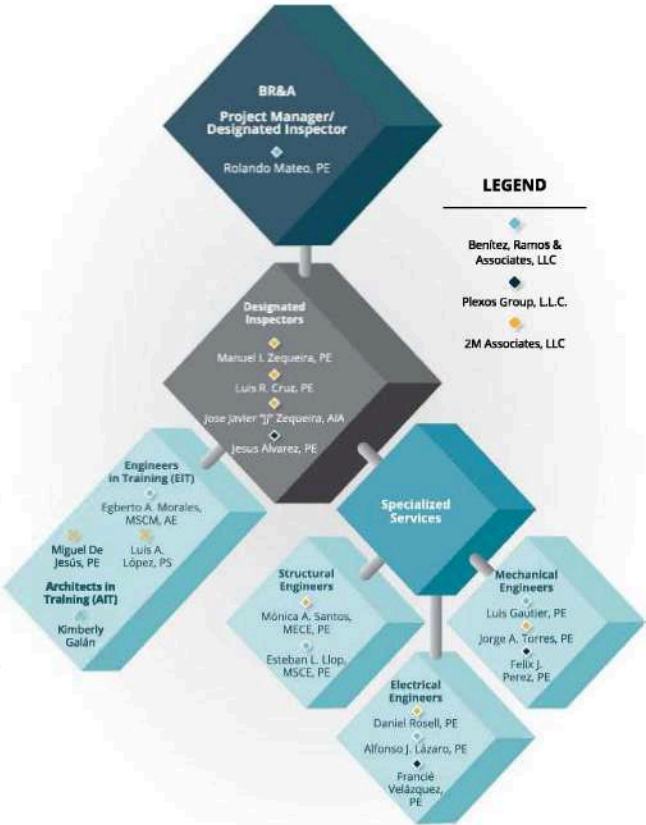 BR&A
Project Manager/
Designated Inspector
Rolando Mateo, PE
LEGEND
Benítez, Ramos &
Associates, LLC
Plexos Group, L.L.C.
2M Associates, LLC
Designated
Inspectors
Manuel I. Zequeira, PE
Luis R. Cruz, PE
Jose Javier "JJ" Zequeira, AIA
Jesus Alvarez, PE
Engineers
in Training (EIT)
Egberto A. Morales,
MSCM, AE
Miguel De
Jesús, PE
Luis A.
López, PS
Architects in
Training (AIT)
Kimberly
Galán
Specialized
Services
Structural
Engineers
Mónica A. Santos,
MECE, PE
Esteban L. Llop,
MSCE, PE
Electrical
Engineers
Daniel Rosell, PE
Alfonso J. Lázaro, PE
Francié
Velázquez,
PE
Mechanical
Engineers
Luis Gautier, PE
Jorge A. Torres, PE
Felix J.
Perez, PE